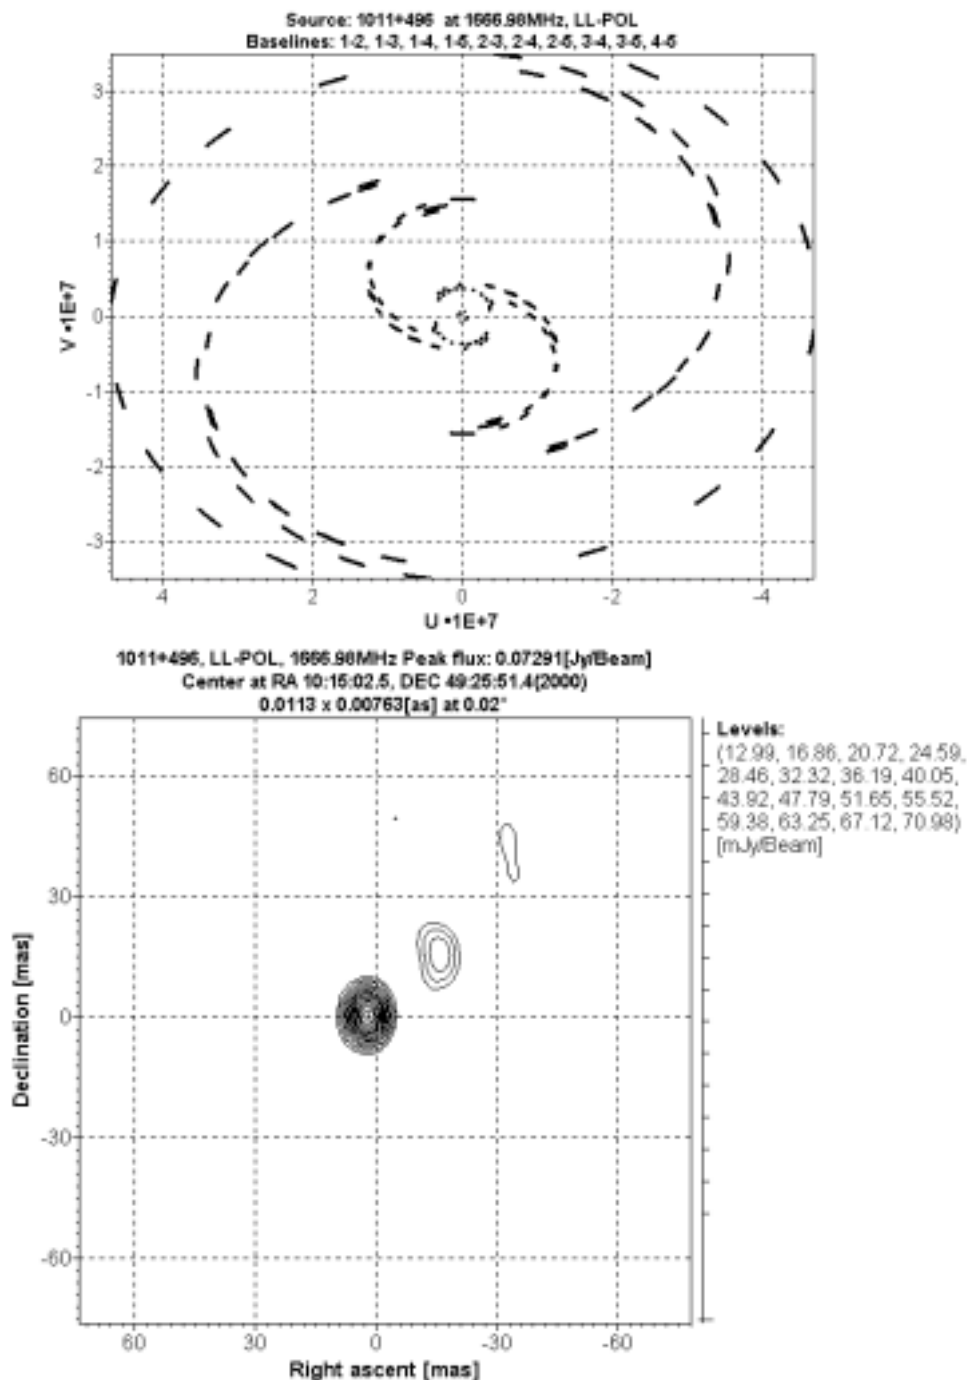 Source: 1011+496 at 1666.98MHz, LL-POL
Baselines: 1-2, 1-3, 1-4, 1-5, 2-3, 2-4, 2-5, 3-4, 3-5, 4-5
3
2
1
0
-1
-2
-3
V *1E+7
4
2
0
-2
-4
U *1E+7
1011+496, LL-POL, 1666.98MHz Peak flux: 0.07291[Jy/Beam]
Center at RA 10:15:02.5, DEC 49:25:51.4(2000)
0.0113 x 0.00763[as] at 0.02°
Levels:
(12.99, 16.86, 20.72, 24.59,
28.46, 32.32, 36.19, 40.05,
43.92, 47.79, 51.65, 55.52,
59.38, 63.25, 67.12, 70.98)
[mJy/Beam]
60
30
0
-30
-60
Declination [mas]
60
30
0
-30
-60
Right ascent [mas]